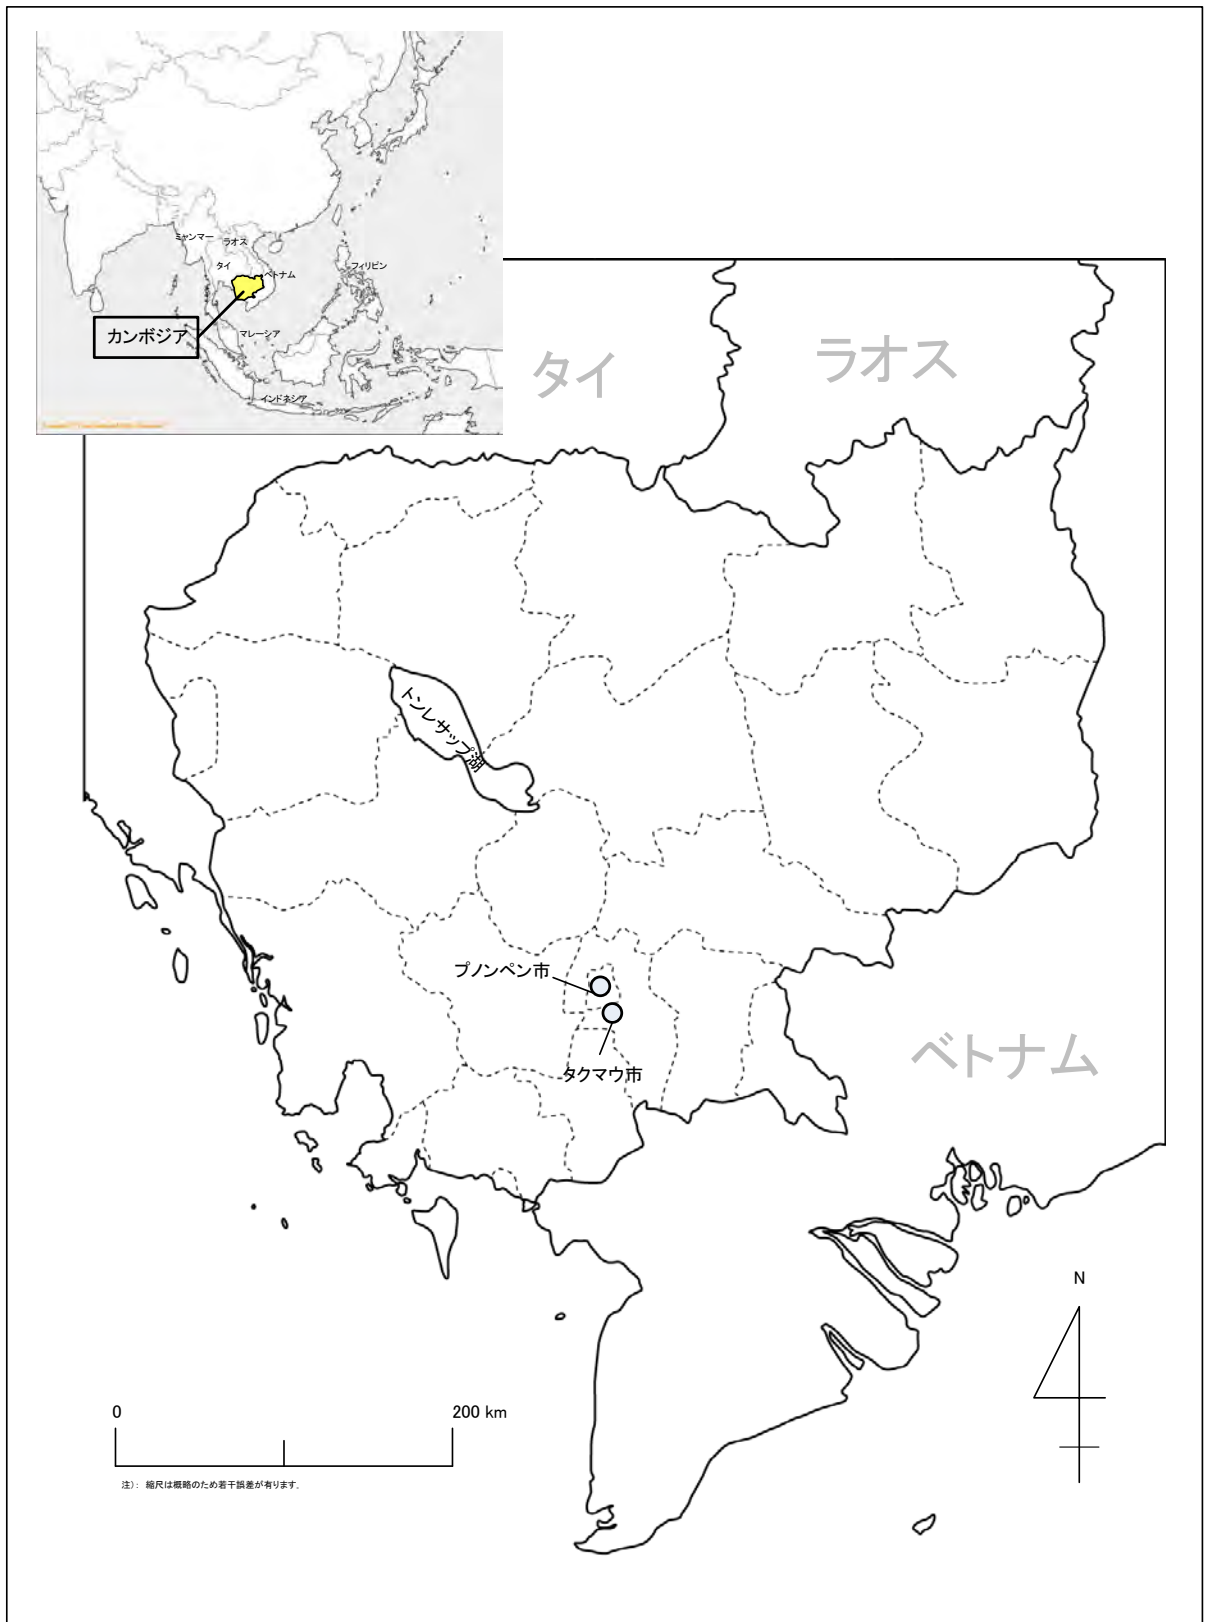 ミャンマー
ラオス
タイ
ベトナム
フィリピン
カンボジア
マレーシア
インドネシア
タイ
ラオス
トンレサップ湖
プノンペン市
タクマウ市
ベトナム
N
0
200 km
注）： 縮尺は概略のため若干誤差が有ります。